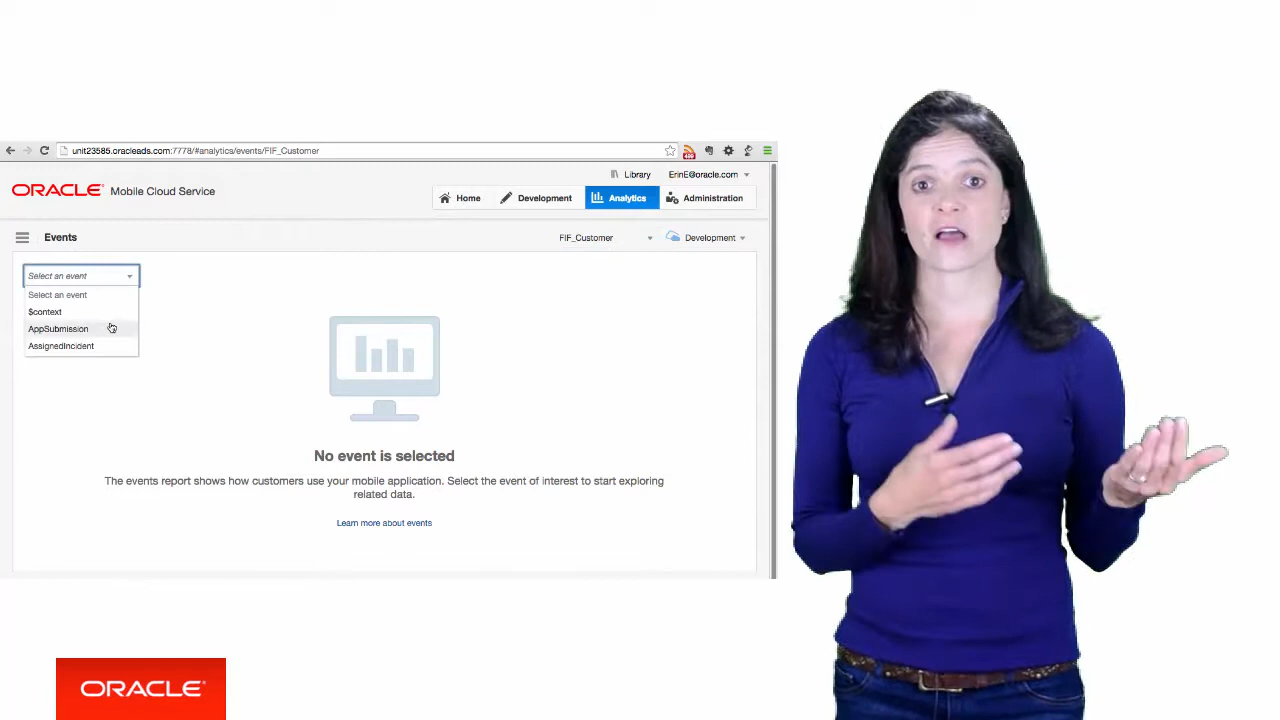 unit23585.oracleads.com:7778/#analytics/events/FIF_Customer
ORACLE Mobile Cloud Service
Library
ErinE@oracle.com
Home
Development
Analytics
Administration
Events
FIF_Customer
Development
Select an event
Select an event
$context
AppSubmission
AssignedIncident
No event is selected
The events report shows how customers use your mobile application. Select the event of interest to start exploring
related data.
Learn more about events
ORACLE